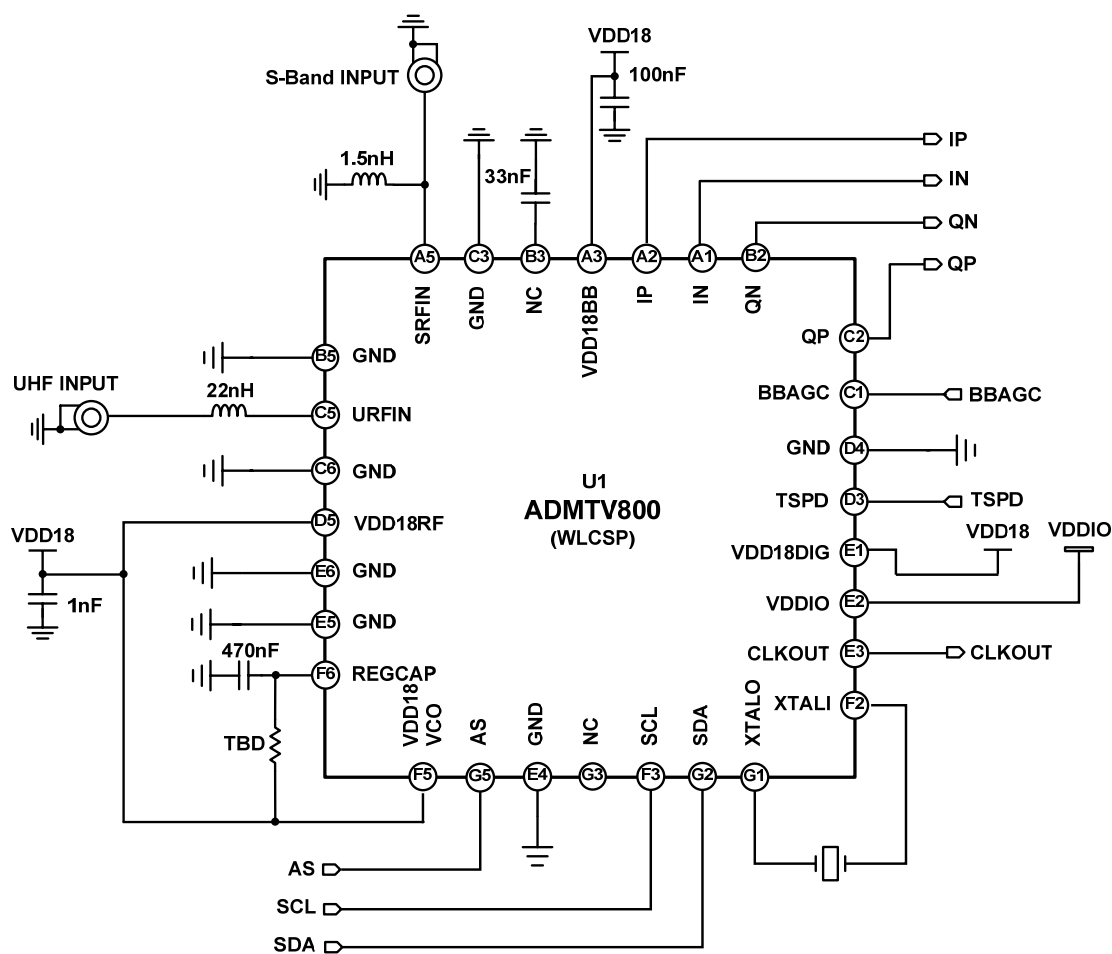 VDD18
S-Band INPUT
100nF
IP
1.5nH
33nF
IN
QN
QP
A5
C3
B3
A3
A2
A1
B2
SRFIN
GND
NC
VDD18BB
IP
IN
QN
QP
C2
B5
GND
UHF INPUT
22nH
C5
URFIN
BBAGC
C1
BBAGC
C6
GND
GND
D4
U1
ADMTV800
(WLCSP)
TSPD
D3
TSPD
VDD18
D5
VDD18RF
VDD18
VDDIO
VDD18DIG
E1
1nF
E6
GND
VDDIO
E2
E5
GND
470nF
CLKOUT
E3
CLKOUT
F6
REGCAP
XTALI
F2
TBD
VDD18
VCO
AS
GND
NC
SCL
SDA
XTALO
F5
G5
E4
G3
F3
G2
G1
AS
SCL
SDA